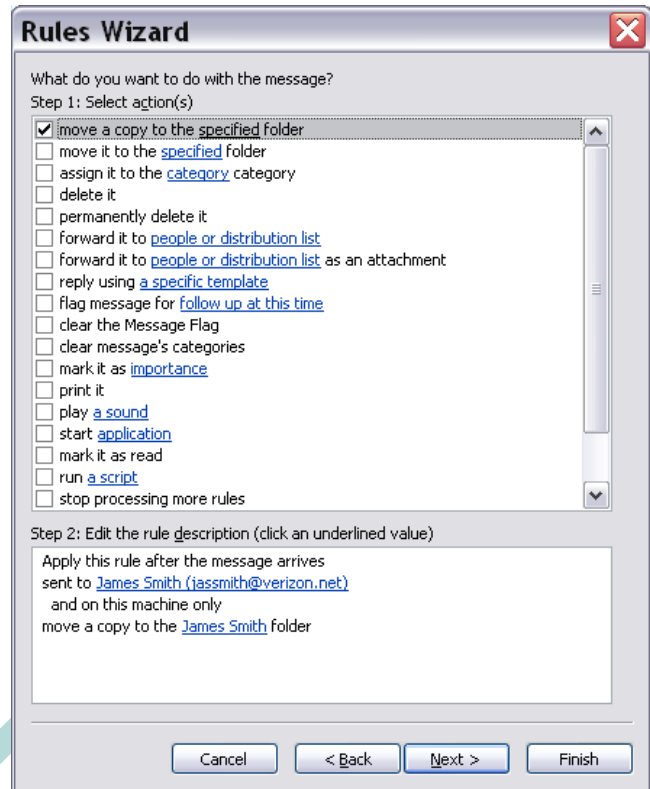 Rules Wizard
What do you want to do with the message?
Step 1: Select action(s)
move a copy to the specified folder
move it to the specified folder
assign it to the category category
delete it
permanently delete it
forward it to people or distribution list
forward it to people or distribution list as an attachment
reply using a specific template
flag message for follow up at this time
clear the Message Flag
clear message's categories
mark it as importance
print it
play a sound
start application
mark it as read
run a script
stop processing more rules
Step 2: Edit the rule description (click an underlined value)
Apply this rule after the message arrives
sent to James Smith (jassmith@verizon.net)
and on this machine only
move a copy to the James Smith folder
Cancel < Back Next > Finish